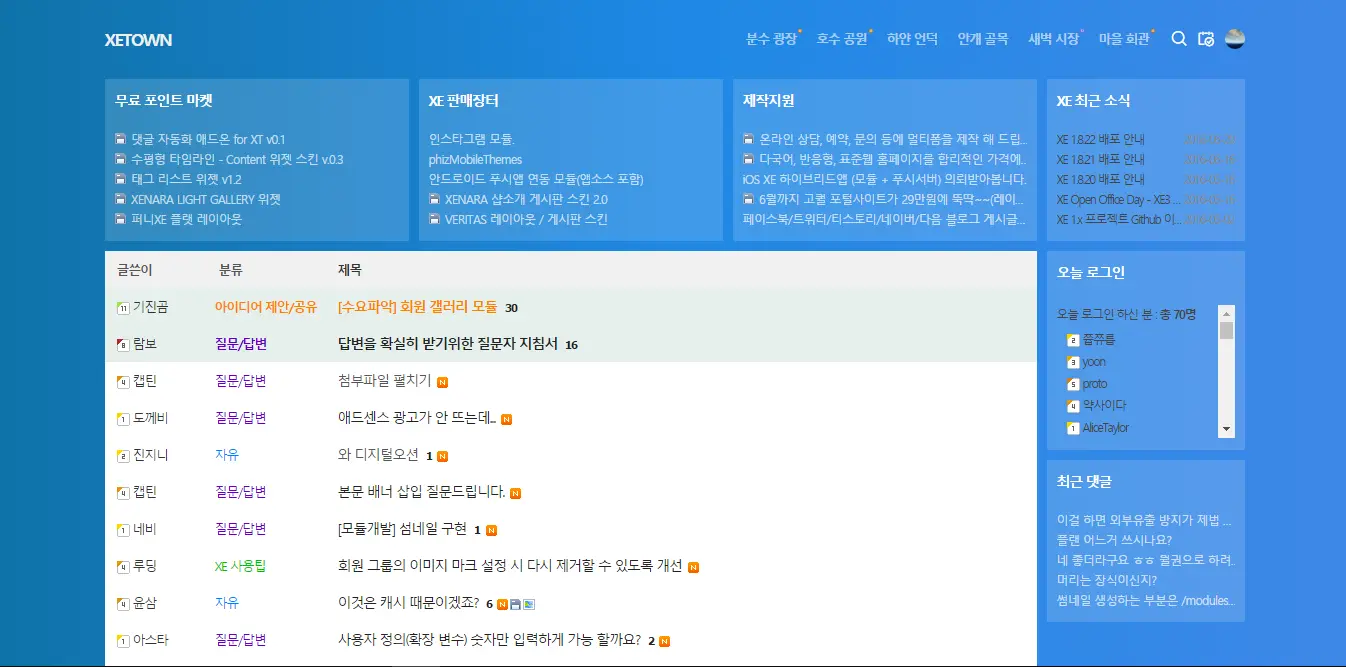 XETOWN 분수 광장 호수 공원 하얀 언덕 안개 골목 새벽 시장 마을 회관
무료 포인트 마켓
댓글 자동화 애드온 for XT v0.1
수평형 타임라인 - Content 위젯 스킨 v.0.3
태그 리스트 위젯 v1.2
XENARA LIGHT GALLERY 위젯
퍼니XE 플랫 레이아웃
XE 판매장터
인스타그램 모듈.
phizMobileThemes
안드로이드 푸시앱 연동 모듈(앱소스 포함)
XENARA 샵소개 게시판 스킨 2.0
VERITAS 레이아웃 / 게시판 스킨
제작지원
온라인 상담, 예약, 문의 등에 멀티폼을 제작 해 드립...
다국어, 반응형, 표준웹 홈페이지를 합리적인 가격에..
iOS XE 하이브리드앱 (모듈 + 푸시서버) 의뢰받아봅니다.
6월까지 고퀄 포털사이트가 29만원에 뚝딱~~(레이...
페이스북/트위터/티스토리/네이버/다음 블로그 게시글...
XE 최근 소식
XE 1.8.22 배포 안내
XE 1.8.21 배포 안내
XE 1.8.20 배포 안내
XE Open Office Day - XE3 ...
XE 1.x 프로젝트 Github 이...
글쓴이 분류 제목
11 기진곰 아이디어 제안/공유 [수요파악] 회원 갤러리 모듈 30
8 람보 질문/답변 답변을 확실히 받기위한 질문자 지침서 16
4 캡틴 질문/답변 첨부파일 펼치기 N
1 도께비 질문/답변 애드센스 광고가 안 뜨는데... N
2 진지니 자유 와 디지털오션 1 N
4 캡틴 질문/답변 본문 배너 삽입 질문드립니다. N
1 네비 질문/답변 [모듈개발] 섬네일 구현 1 N
4 루딩 XE 사용팁 회원 그룹의 이미지 마크 설정 시 다시 제거할 수 있도록 개선 N
4 윤삼 자유 이것은 캐시 때문이겠죠? 6 N
1 아스타 질문/답변 사용자 정의(확장 변수) 숫자만 입력하게 가능 할까요? 2 N
오늘 로그인
오늘 로그인 하신 분 : 총 70명
2 쥽쮸릅
3 yoon
5 proto
4 약사이다
1 AliceTaylor
최근 댓글
이걸 하면 외부유출 방지가 제법 ...
플랜 어느거 쓰시나요?
네 좋더라구요 ㅎㅎ 월권으로 하려..
머리는 장식이신지?
썸네일 생성하는 부분은 /modules...